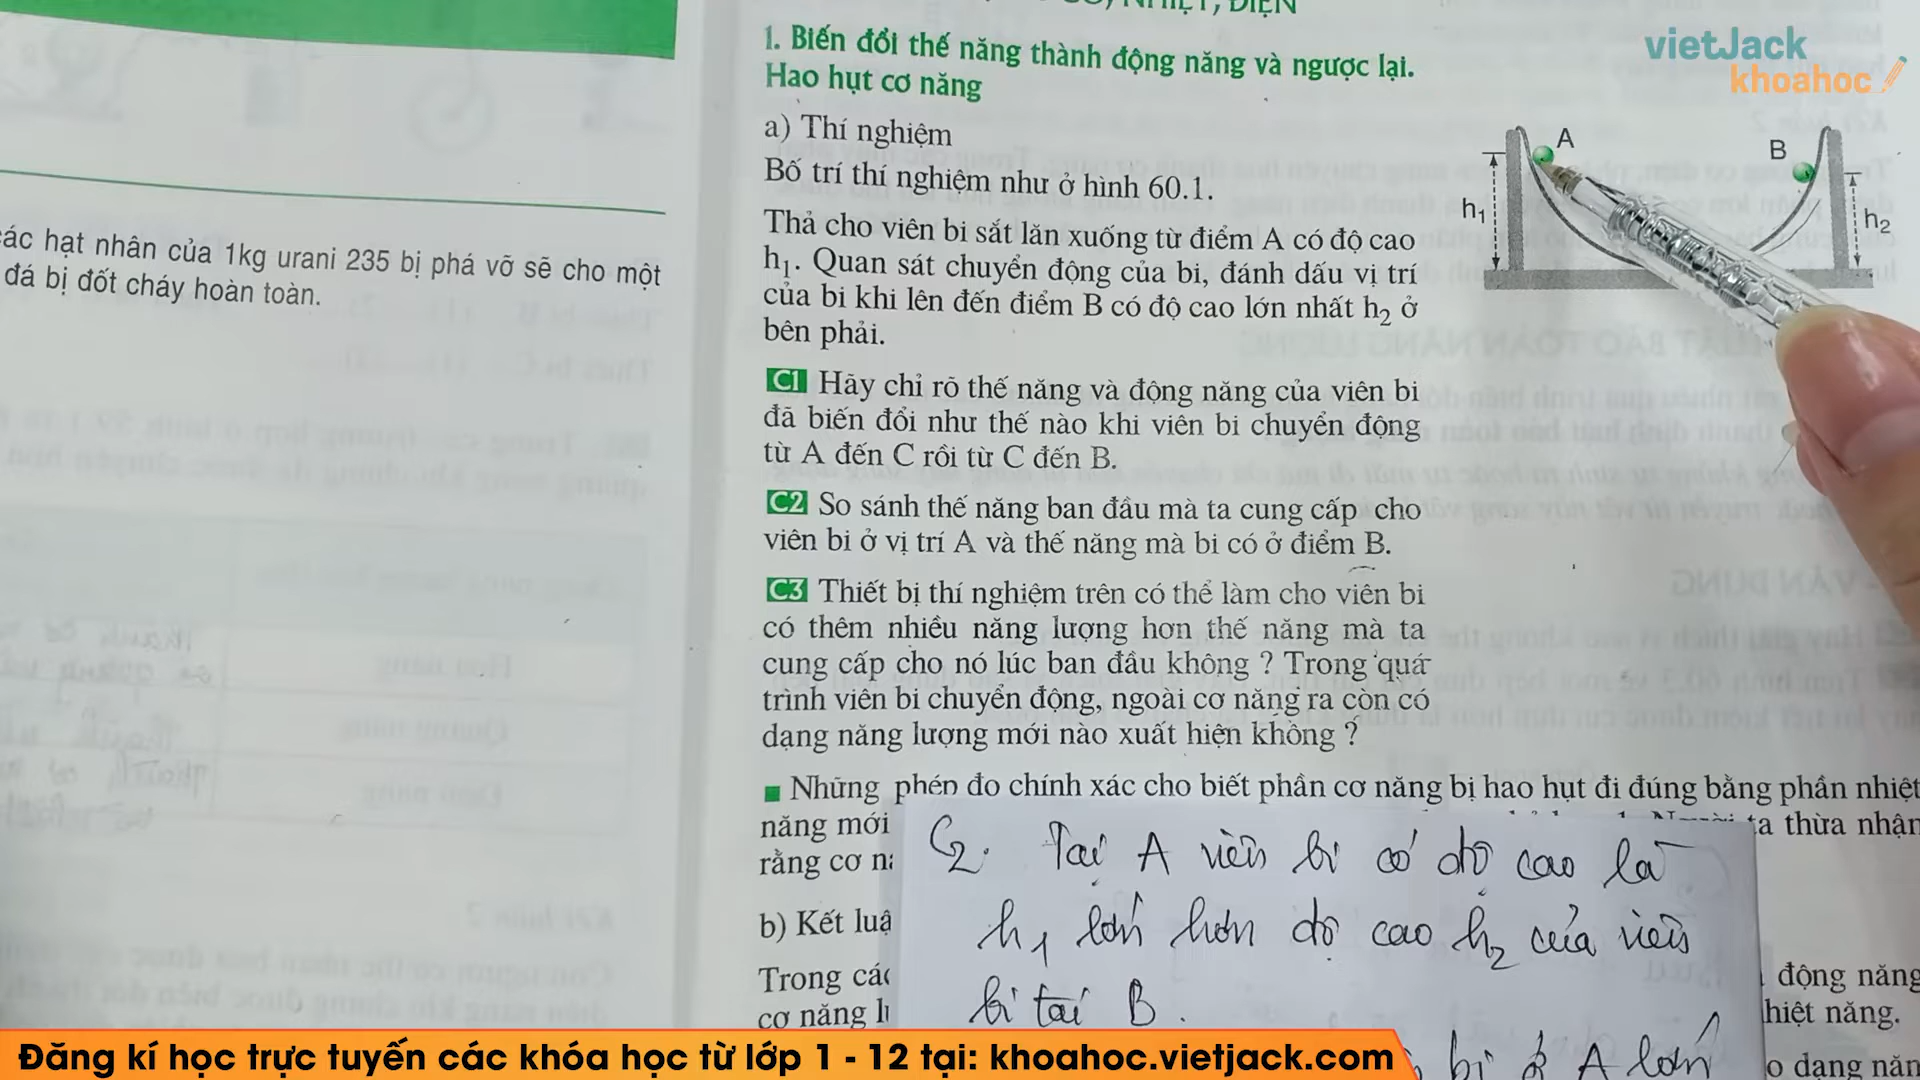 vietJack
khoahoc
1. Biến đổi thế năng thành động năng và ngược lại.
Hao hụt cơ năng
a) Thí nghiệm
Bố trí thí nghiệm như ở hình 60.1.
Thả cho viên bi sắt lăn xuống từ điểm A có độ cao
h1. Quan sát chuyển động của bi, đánh dấu vị trí
của bi khi lên đến điểm B có độ cao lớn nhất h2 ở
bên phải.
A
B
h1
h2
các hạt nhân của 1kg urani 235 bị phá vỡ sẽ cho một
đá bị đốt cháy hoàn toàn.
C1 Hãy chỉ rõ thế năng và động năng của viên bi
đã biến đổi như thế nào khi viên bi chuyển động
từ A đến C rồi từ C đến B.
C2 So sánh thế năng ban đầu mà ta cung cấp cho
viên bi ở vị trí A và thế năng mà bi có ở điểm B.
C3 Thiết bị thí nghiệm trên có thể làm cho viên bi
có thêm nhiều năng lượng hơn thế năng mà ta
cung cấp cho nó lúc ban đầu không ? Trong quá
trình viên bi chuyển động, ngoài cơ năng ra còn có
dạng năng lượng mới nào xuất hiện không ?
Những phép đo chính xác cho biết phần cơ năng bị hao hụt đi đúng bằng phần nhiệt
năng mới ta thừa nhận
rằng cơ
b) Kết
Trong động năng
cơ năng hiệt năng.
dạng
C2. Tại A viên bi có độ cao là
h1 lớn hơn độ cao h2 của viên
bi tại B.
bi ở A lớn
Đăng kí học trực tuyến các khóa học từ lớp 1 - 12 tại: khoahoc.vietjack.com